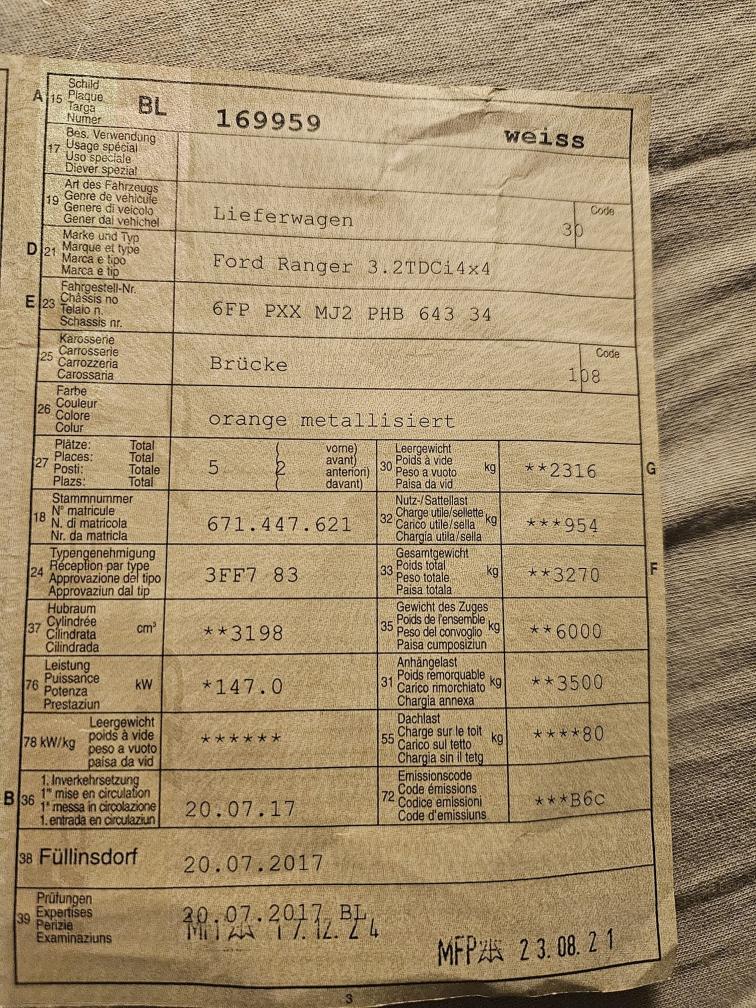 A 15 Schild
Plaque
Targa
Numer
BL 169959 weiss
17 Bes. Verwendung
Usage spécial
Uso speciale
Diever spezial
19 Art des Fahrzeugs
Genre de véhicule
Genere di veicolo
Gener dal vehichel
Lieferwagen
Code
30
D 21 Marke und Typ
Marque et type
Marca e tipo
Marca e tip
Ford Ranger 3.2TDCi4x4
E 23 Fahrgestell-Nr.
Châssis no
Telaio n.
Schassis nr.
6FP PXX MJ2 PHB 643 34
25 Karosserie
Carrosserie
Carrozzeria
Carossaria
Brücke
Code
108
26 Farbe
Couleur
Colore
Colur
orange metallisiert
27 Plätze: Total
Places: Total
Posti: Totale
Plazs: Total
5 2
vorne)
avant)
anteriori)
davant)
30 Leergewicht
Poids à vide
Peso a vuoto
Paisa da vid
kg
**2316
G
18 Stammnummer
N° matricule
N. di matricola
Nr. da matricla
671.447.621
32 Nutz-/Sattellast
Charge utile/sellette
Carico utile/sella
Chargia utila/sella
kg
***954
24 Typengenehmigung
Réception par type
Approvazione del tipo
Approvaziun dal tip
3FF7 83
33 Gesamtgewicht
Poids total
Peso totale
Paisa totala
kg
**3270
F
37 Hubraum
Cylindrée
Cilindrata
Cilindrada
cm³
**3198
35 Gewicht des Zuges
Poids de l'ensemble
Peso del convoglio
Paisa cumposiziun
kg
**6000
76 Leistung
Puissance
Potenza
Prestaziun
kW
*147.0
31 Anhängelast
Poids remorquable
Carico rimorchiato
Chargia annexa
kg
**3500
78 kW/kg Leergewicht
poids à vide
peso a vuoto
paisa da vid
******
55 Dachlast
Charge sur le toit
Carico sul tetto
Chargia sin il tetg
kg
****80
B 36 1. Inverkehrsetzung
1re mise en circulation
1a messa in circolazione
1. entrada en circulaziun
20.07.17
72 Emissionscode
Code émissions
Codice emissioni
Code d'emissiuns
***B6c
38 Füllinsdorf
20.07.2017
39 Prüfungen
Expertises
Perizie
Examinaziuns
20.07.2017 BL
17.12.24
MFP 23.08.21
3